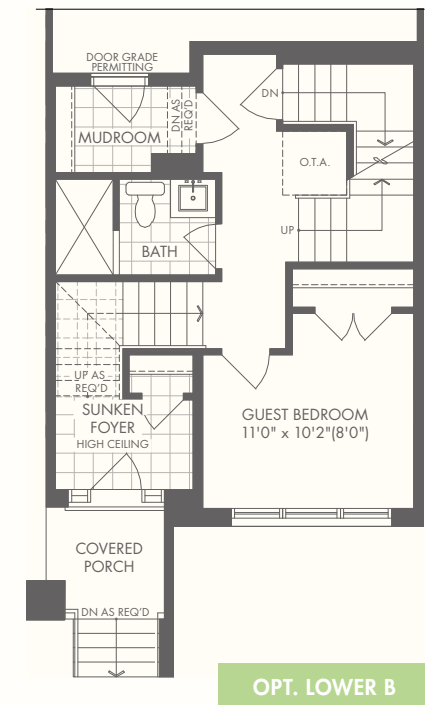 DOOR GRADE
PERMITTING
DN
DN AS
REQ'D
MUDROOM
O.T.A.
UP
BATH
UP AS
REQ'D
SUNKEN
FOYER
HIGH CEILING
GUEST BEDROOM
11'0" x 10'2"(8'0")
COVERED
PORCH
DN AS REQ'D
OPT. LOWER B